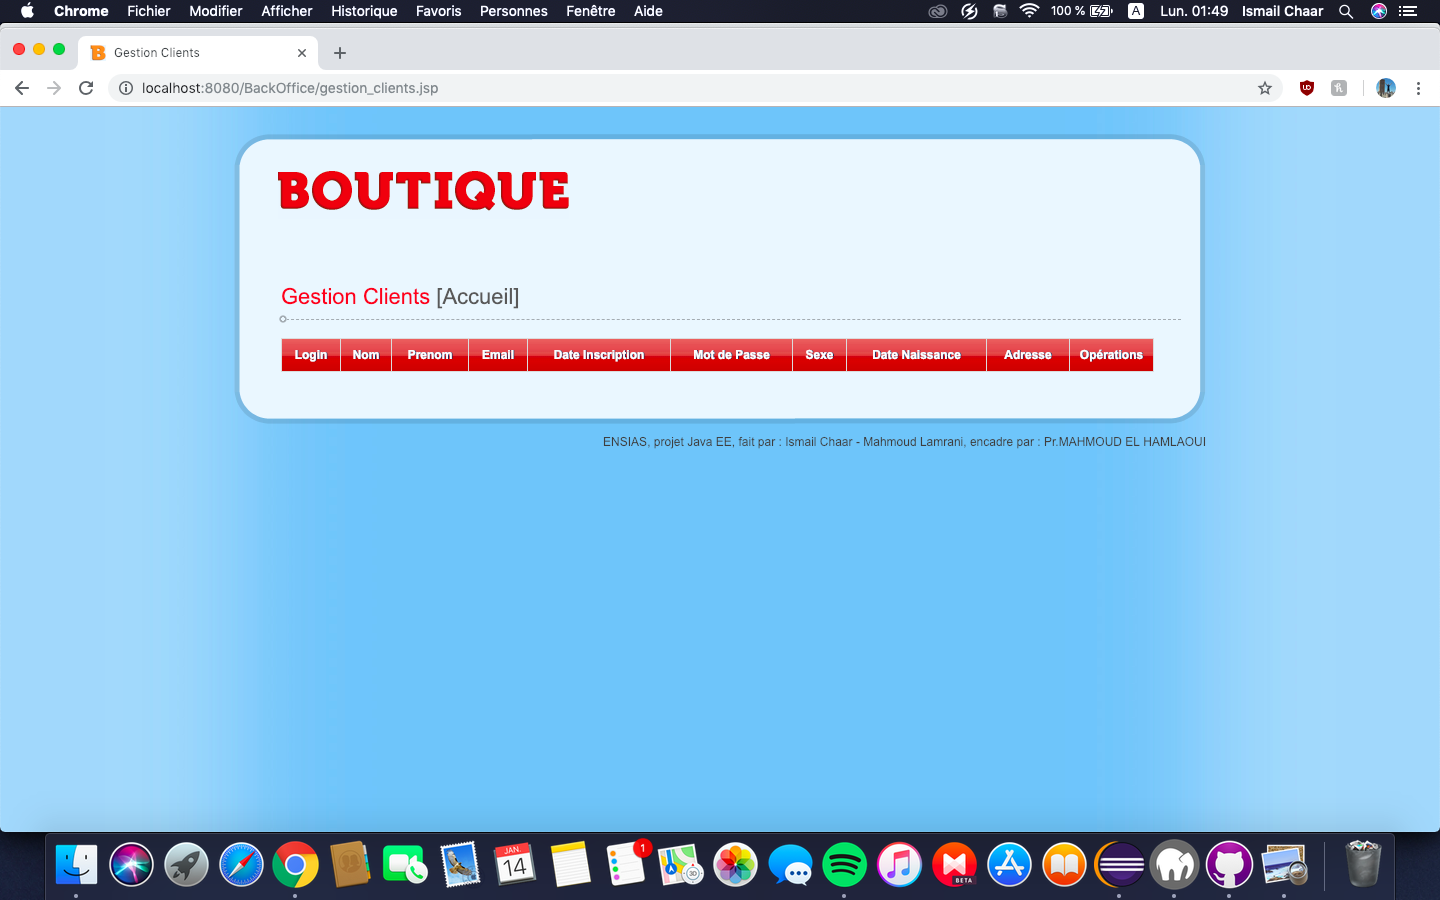 Chrome Fichier Modifier Afficher Historique Favoris Personnes Fenêtre Aide 100 % A Lun. 01:49 Ismail Chaar
B Gestion Clients
localhost:8080/BackOffice/gestion_clients.jsp
BOUTIQUE
Gestion Clients [Accueil]
Login Nom Prenom Email Date Inscription Mot de Passe Sexe Date Naissance Adresse Opérations
ENSIAS, projet Java EE, fait par : Ismail Chaar - Mahmoud Lamrani, encadre par : Pr.MAHMOUD EL HAMLAOUI
JAN.
14
1
3D
BETA